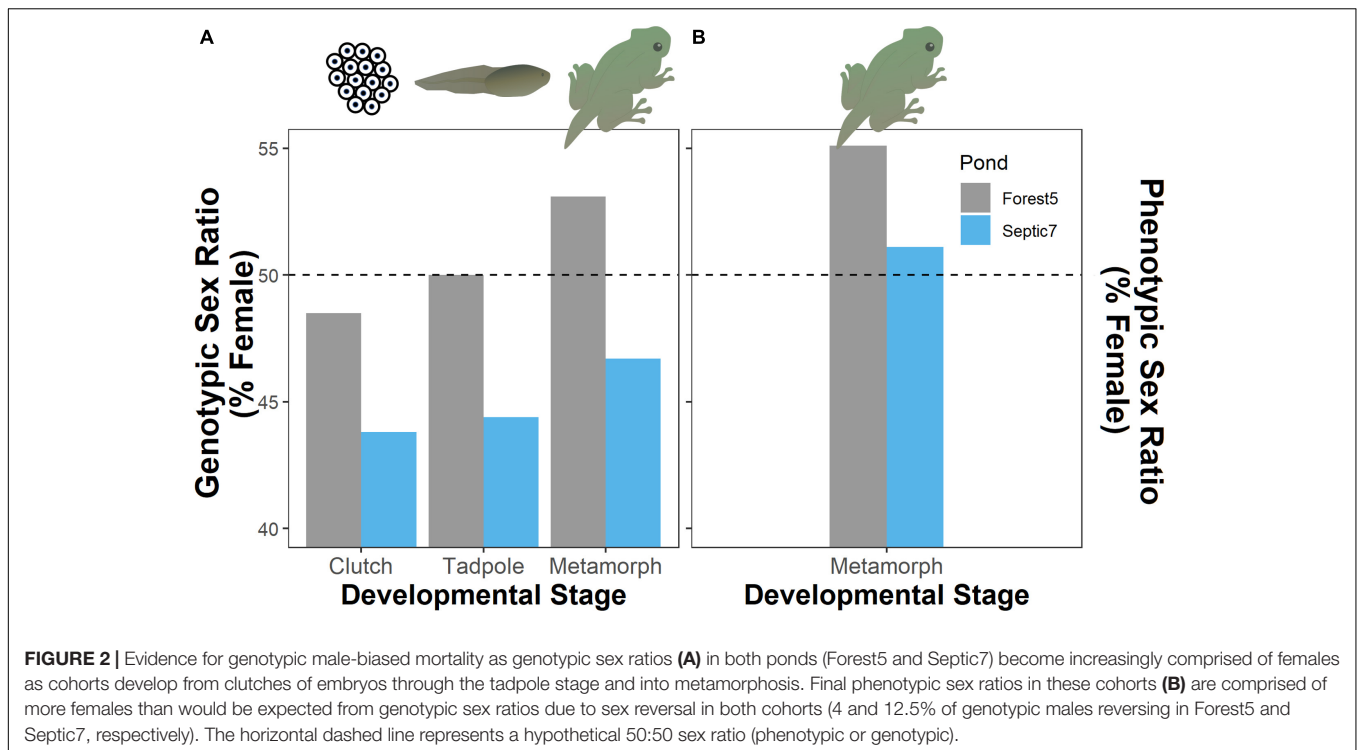 A
B
Genotypic Sex Ratio
(% Female)
55
50
45
40
Clutch
Tadpole
Metamorph
Developmental Stage
Pond
Forest5
Septic7
Metamorph
Developmental Stage
Phenotypic Sex Ratio
(% Female)
FIGURE 2 | Evidence for genotypic male-biased mortality as genotypic sex ratios (A) in both ponds (Forest5 and Septic7) become increasingly comprised of females
as cohorts develop from clutches of embryos through the tadpole stage and into metamorphosis. Final phenotypic sex ratios in these cohorts (B) are comprised of
more females than would be expected from genotypic sex ratios due to sex reversal in both cohorts (4 and 12.5% of genotypic males reversing in Forest5 and
Septic7, respectively). The horizontal dashed line represents a hypothetical 50:50 sex ratio (phenotypic or genotypic).